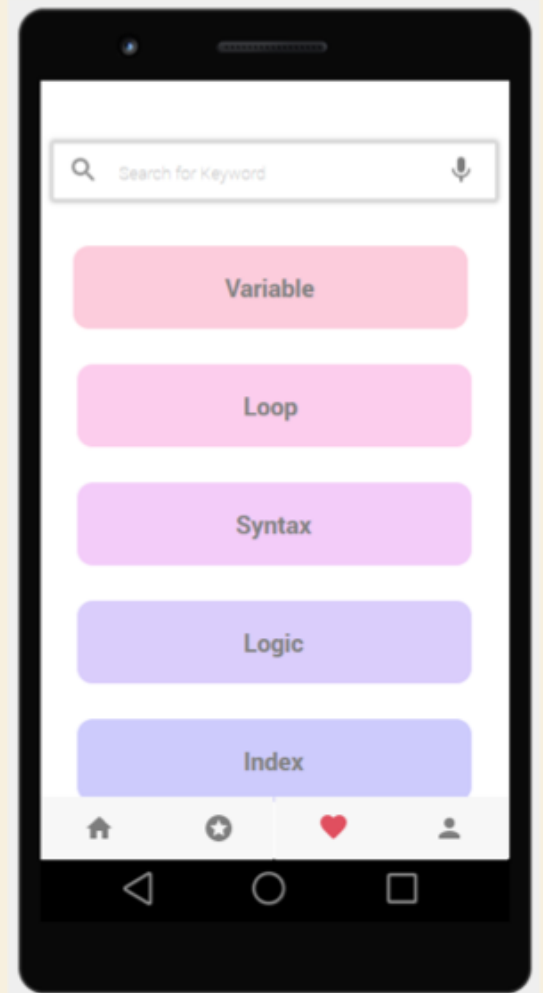 Search for Keyword
Variable
Loop
Syntax
Logic
Index